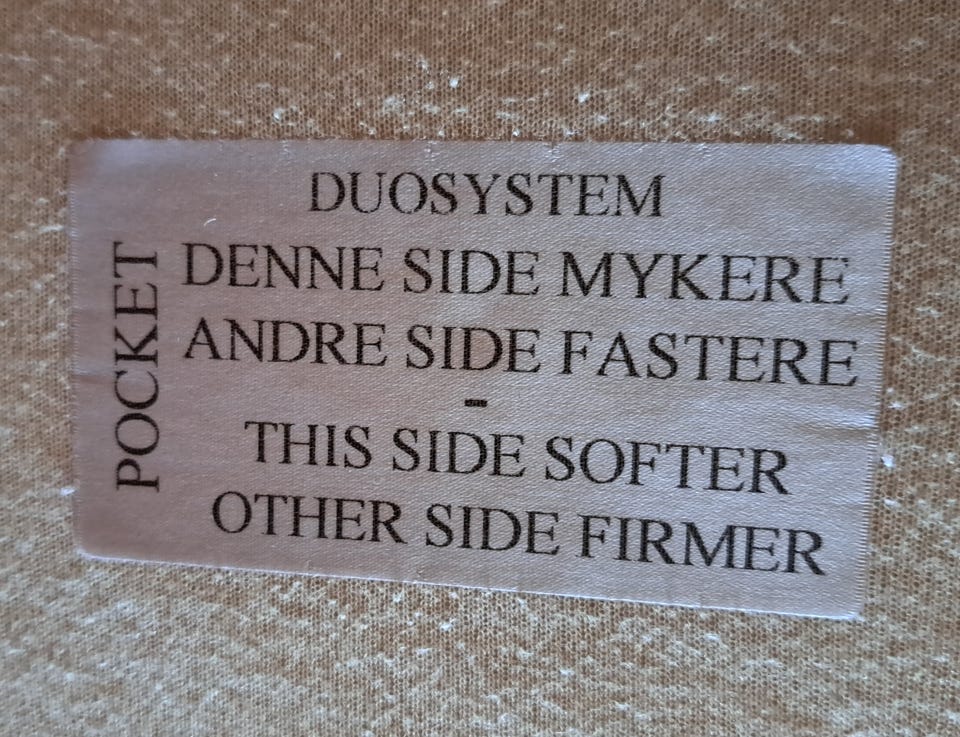 POCKET
DUOSYSTEM
DENNE SIDE MYKERE
ANDRE SIDE FASTERE
-
THIS SIDE SOFTER
OTHER SIDE FIRMER